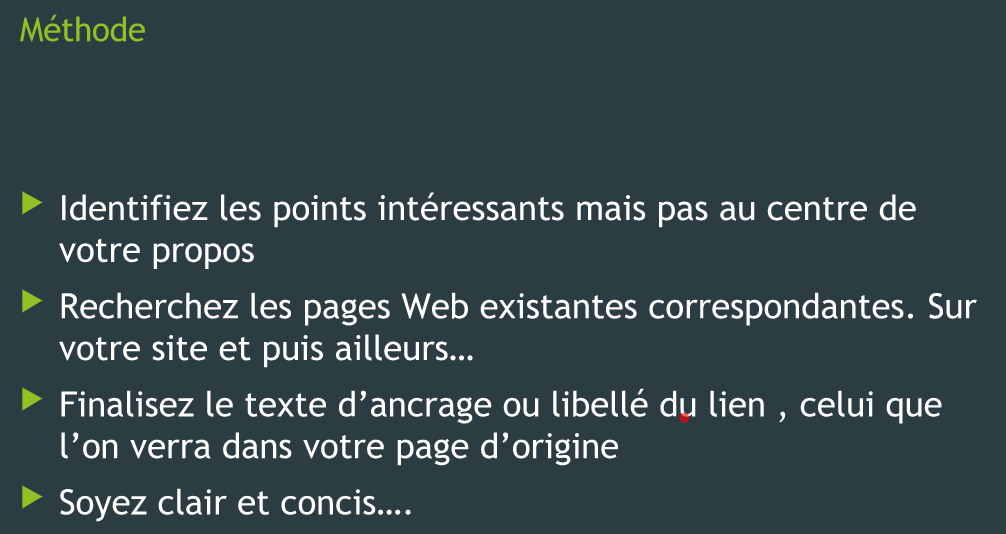 Méthode
Identifiez les points intéressants mais pas au centre de
votre propos
Recherchez les pages Web existantes correspondantes. Sur
votre site et puis ailleurs…
Finalisez le texte d’ancrage ou libellé du lien , celui que
l’on verra dans votre page d’origine
Soyez clair et concis….